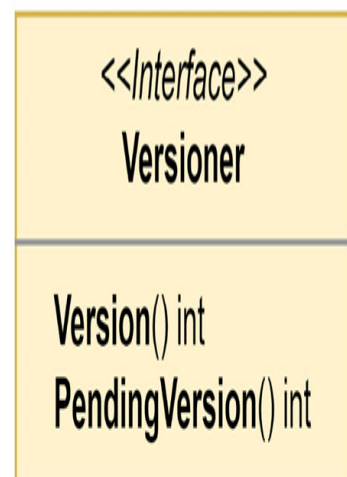 <<Interface>>
Versioner
Version() int
PendingVersion() int